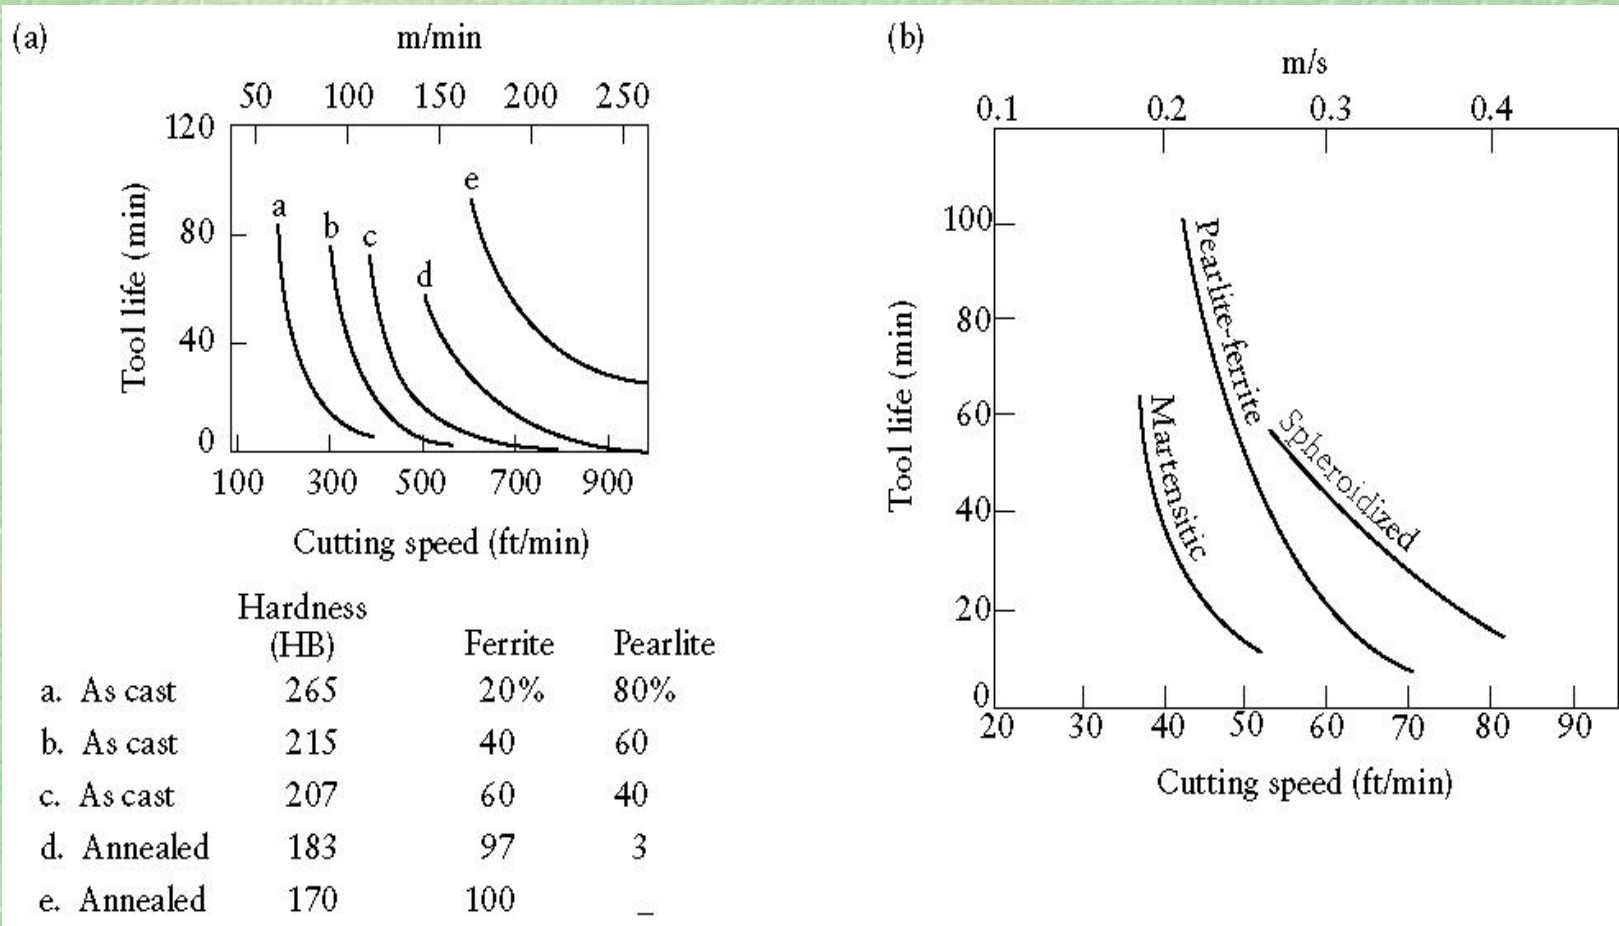 (a)
m/min
50 100 150 200 250
120
80
40
0
Tool life (min)
a
b
c
d
e
100 300 500 700 900
Cutting speed (ft/min)
Hardness
(HB) Ferrite Pearlite
a. As cast 265 20% 80%
b. As cast 215 40 60
c. As cast 207 60 40
d. Annealed 183 97 3
e. Annealed 170 100 _
(b)
m/s
0.1 0.2 0.3 0.4
100
80
60
40
20
0
Tool life (min)
Pearlite-ferrite
Martensitic
Spheroidized
20 30 40 50 60 70 80 90
Cutting speed (ft/min)